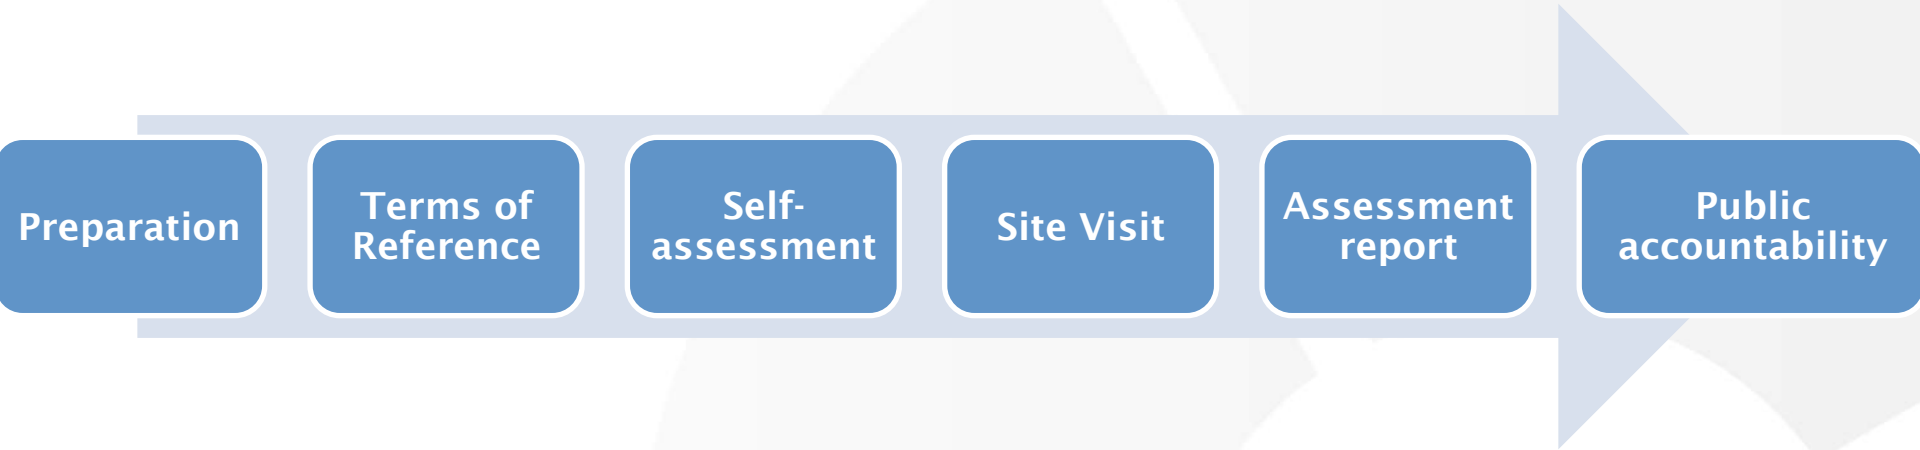 Preparation
Terms of
Reference
Self-
assessment
Site Visit
Assessment
report
Public
accountability